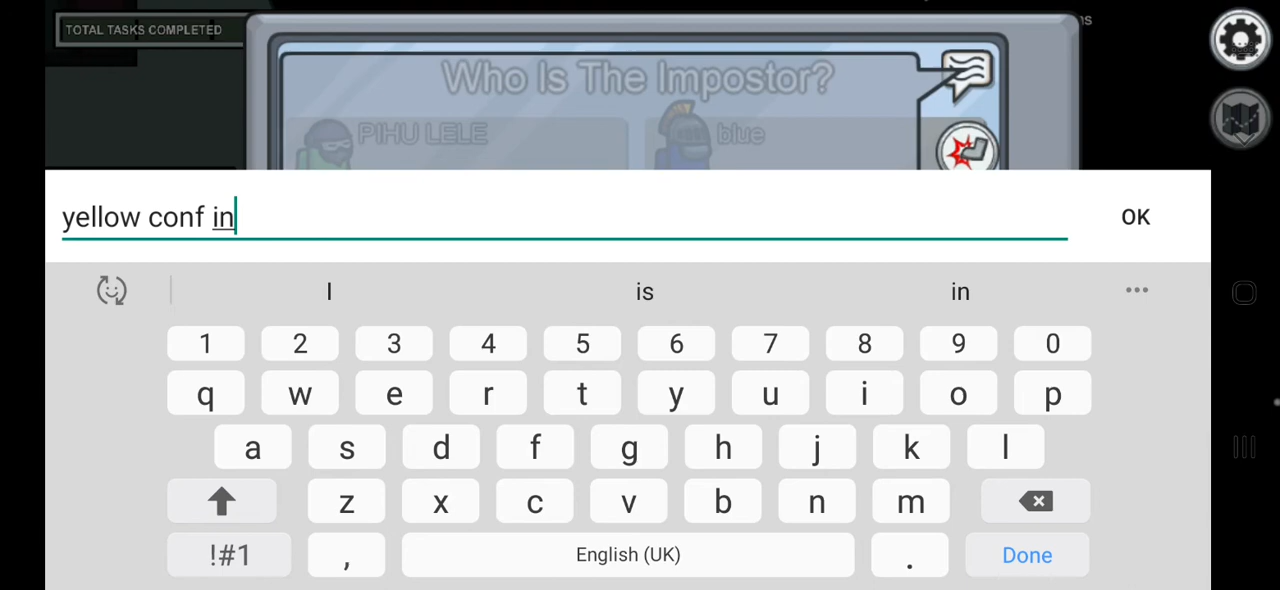 TOTAL TASKS COMPLETED
Who Is The Impostor?
PIHU LELE blue
yellow conf in OK
I is in
1 2 3 4 5 6 7 8 9 0
q w e r t y u i o p
a s d f g h j k l
z x c v b n m
!#1 , English (UK) . Done